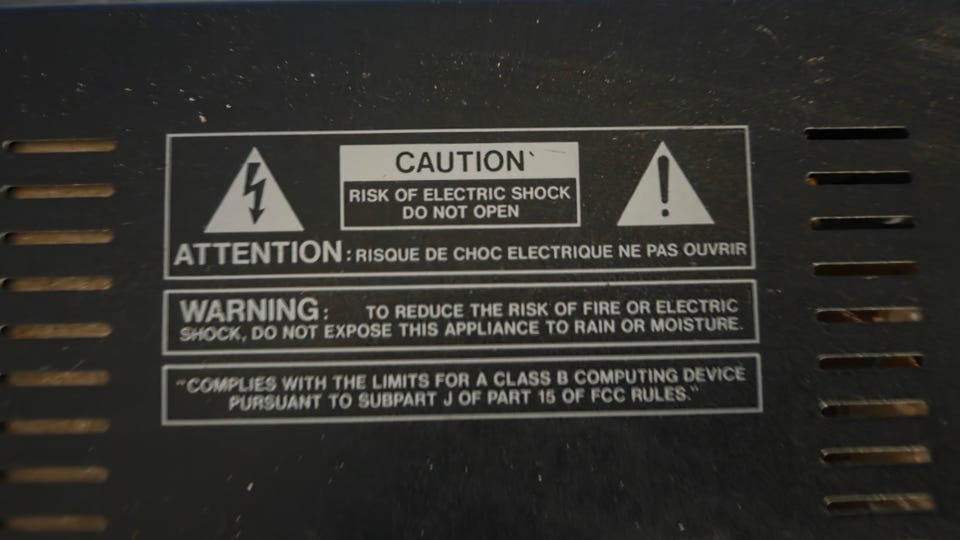 CAUTION
RISK OF ELECTRIC SHOCK
DO NOT OPEN
ATTENTION: RISQUE DE CHOC ELECTRIQUE NE PAS OUVRIR
WARNING: TO REDUCE THE RISK OF FIRE OR ELECTRIC
SHOCK, DO NOT EXPOSE THIS APPLIANCE TO RAIN OR MOISTURE.
"COMPLIES WITH THE LIMITS FOR A CLASS B COMPUTING DEVICE
PURSUANT TO SUBPART J OF PART 15 OF FCC RULES."